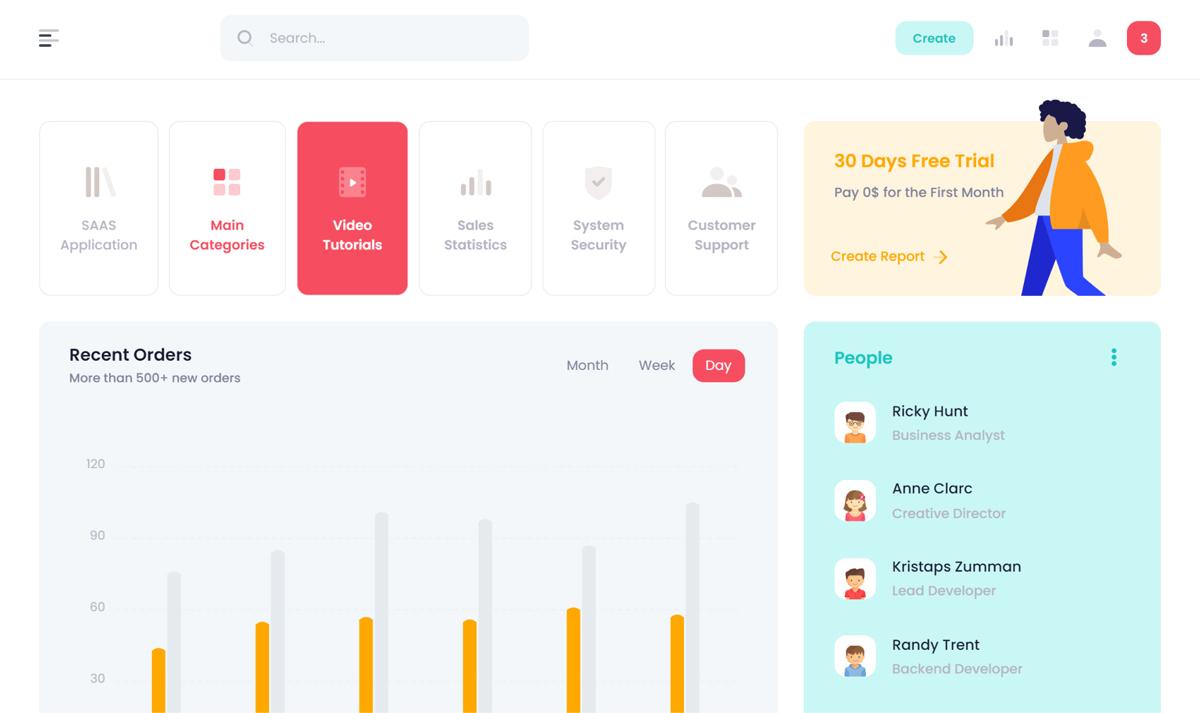 Search...
Create
3
SAAS
Application
Main
Categories
Video
Tutorials
Sales
Statistics
System
Security
Customer
Support
30 Days Free Trial
Pay 0$ for the First Month
Create Report
Recent Orders
More than 500+ new orders
Month
Week
Day
120
90
60
30
People
Ricky Hunt
Business Analyst
Anne Clarc
Creative Director
Kristaps Zumman
Lead Developer
Randy Trent
Backend Developer